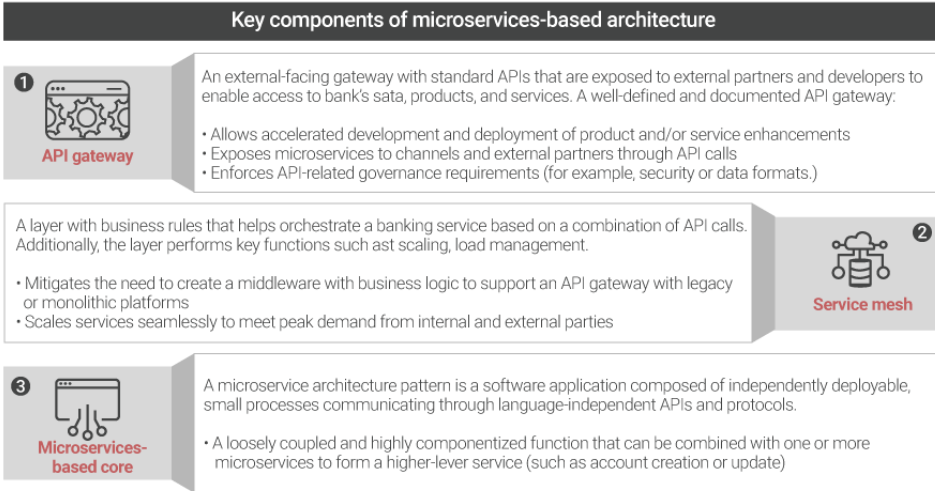 Key components of microservices-based architecture
1
API gateway
An external-facing gateway with standard APIs that are exposed to external partners and developers to
enable access to bank's sata, products, and services. A well-defined and documented API gateway:
• Allows accelerated development and deployment of product and/or service enhancements
• Exposes microservices to channels and external partners through API calls
• Enforces API-related governance requirements (for example, security or data formats.)
A layer with business rules that helps orchestrate a banking service based on a combination of API calls.
Additionally, the layer performs key functions such ast scaling, load management.
• Mitigates the need to create a middleware with business logic to support an API gateway with legacy
or monolithic platforms
• Scales services seamlessly to meet peak demand from internal and external parties
2
Service mesh
3
Microservices-
based core
A microservice architecture pattern is a software application composed of independently deployable,
small processes communicating through language-independent APIs and protocols.
• A loosely coupled and highly componentized function that can be combined with one or more
microservices to form a higher-lever service (such as account creation or update)